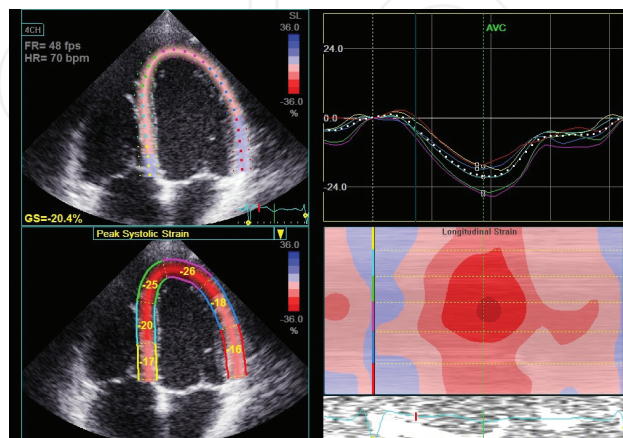 4CH
FR= 48 fps
HR= 70 bpm
SL
36.0
-36.0
%
GS=-20.4%
AVC
24.0
0.0
-24.0
Peak Systolic Strain
36.0
-36.0
%
-26
-25
-18
-20
-17
-16
Longitudinal Strain